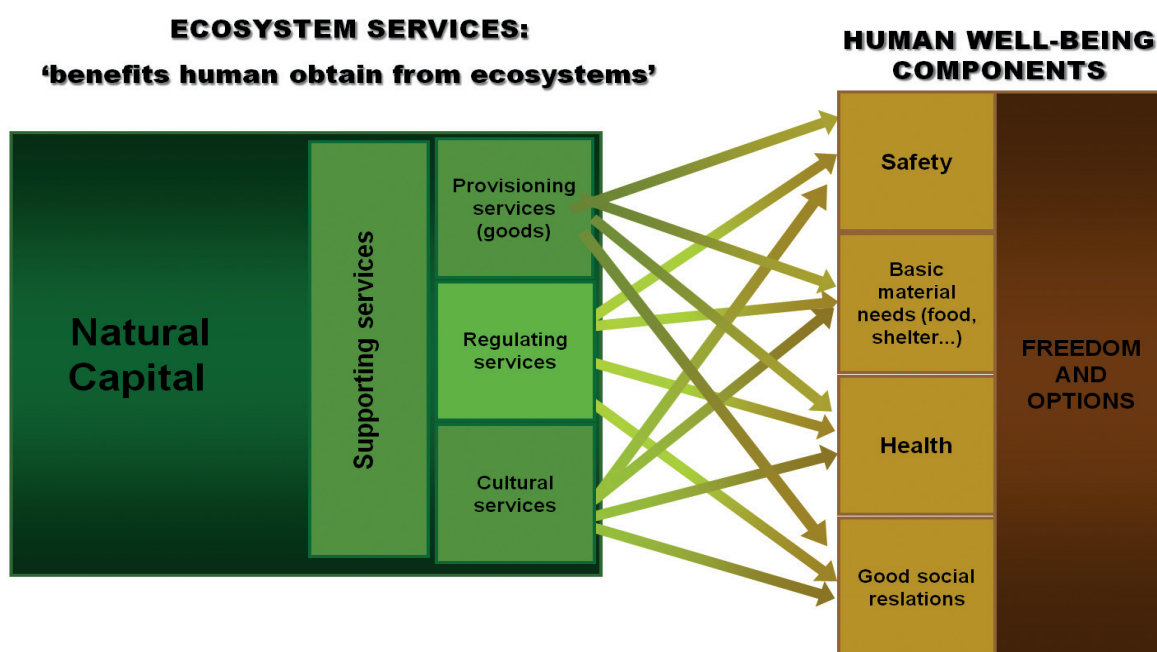 ECOSYSTEM SERVICES:
‘benefits human obtain from ecosystems’
HUMAN WELL-BEING
COMPONENTS
Natural
Capital
Supporting services
Provisioning
services
(goods)
Regulating
services
Cultural
services
Safety
Basic
material
needs (food,
shelter...)
Health
Good social
reslations
FREEDOM
AND
OPTIONS